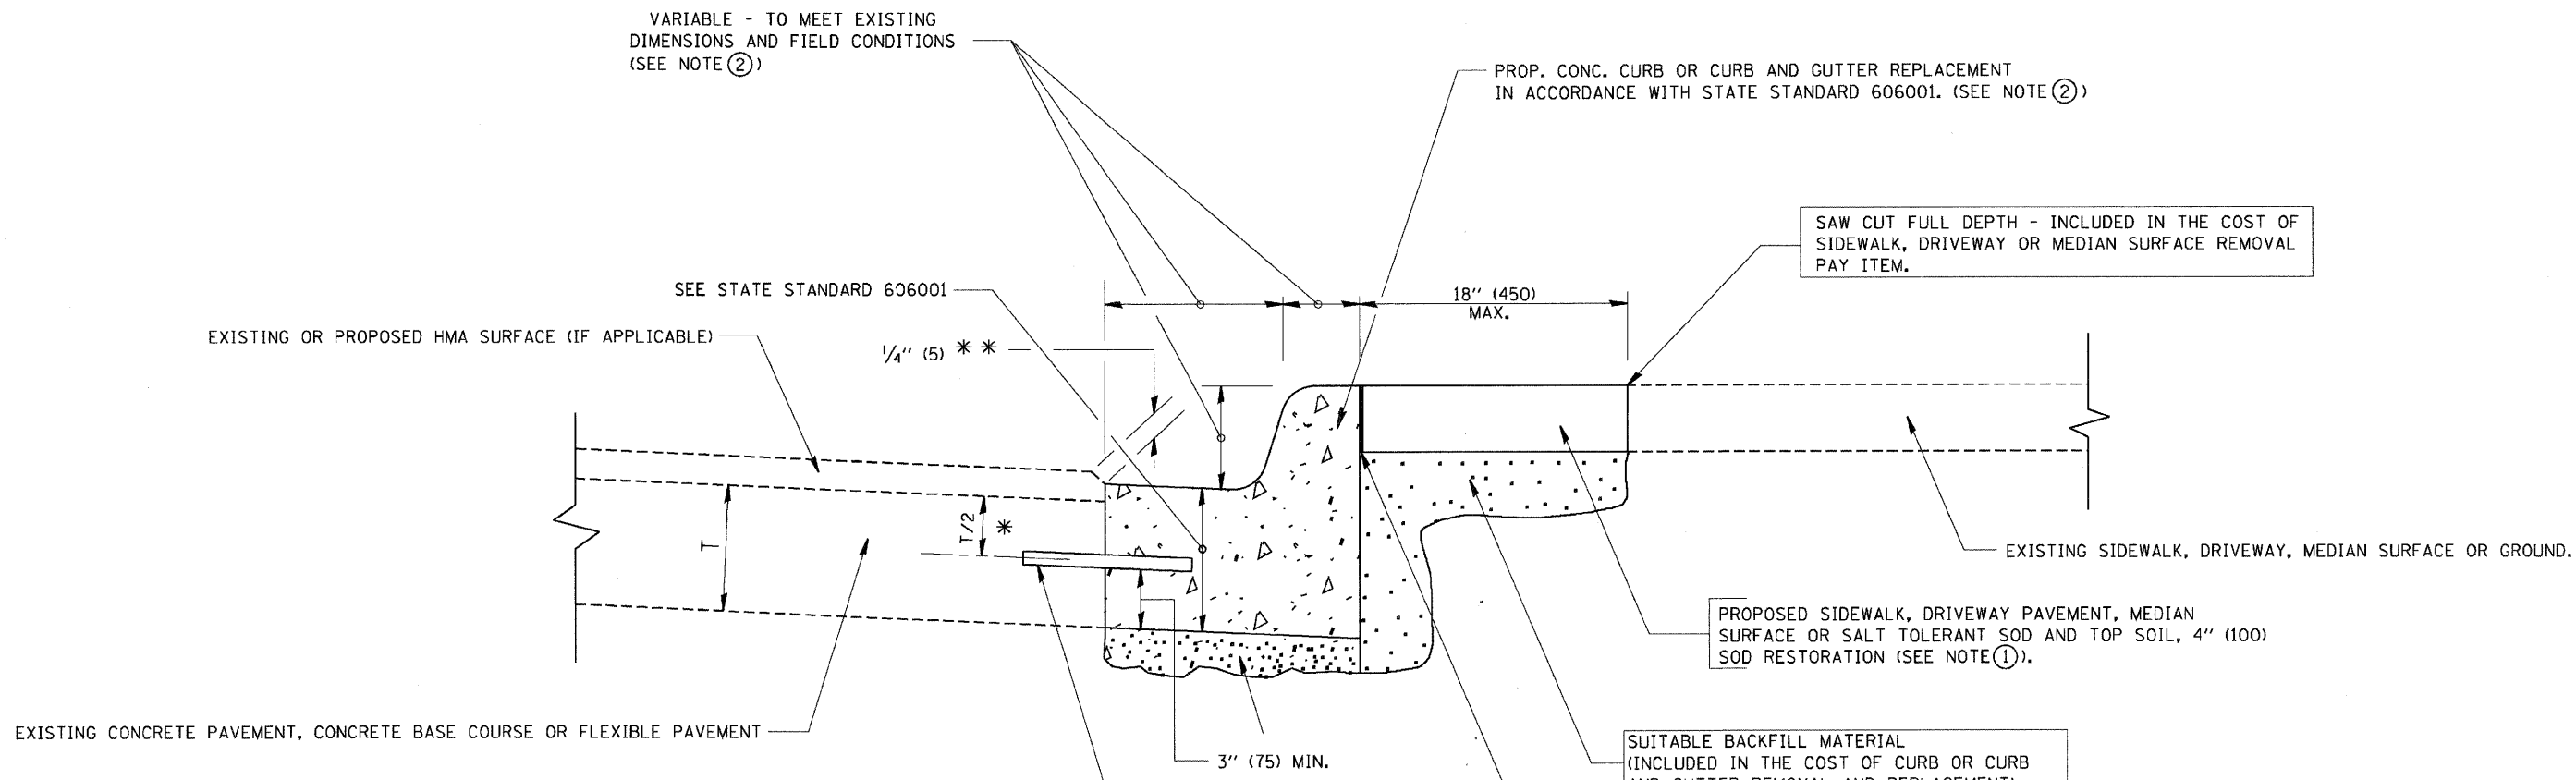 VARIABLE - TO MEET EXISTING
DIMENSIONS AND FIELD CONDITIONS
(SEE NOTE ②)
PROP. CONC. CURB OR CURB AND GUTTER REPLACEMENT
IN ACCORDANCE WITH STATE STANDARD 606001. (SEE NOTE ②)
SAW CUT FULL DEPTH - INCLUDED IN THE COST OF
SIDEWALK, DRIVEWAY OR MEDIAN SURFACE REMOVAL
PAY ITEM.
SEE STATE STANDARD 606001
18" (450)
MAX.
EXISTING OR PROPOSED HMA SURFACE (IF APPLICABLE)
1/4" (5) * *
T
T/2
*
EXISTING SIDEWALK, DRIVEWAY, MEDIAN SURFACE OR GROUND.
PROPOSED SIDEWALK, DRIVEWAY PAVEMENT, MEDIAN
SURFACE OR SALT TOLERANT SOD AND TOP SOIL, 4" (100)
SOD RESTORATION (SEE NOTE ①).
EXISTING CONCRETE PAVEMENT, CONCRETE BASE COURSE OR FLEXIBLE PAVEMENT
3" (75) MIN.
SUITABLE BACKFILL MATERIAL
(INCLUDED IN THE COST OF CURB OR CURB
AND GUTTER REMOVAL AND REPLACEMENT)